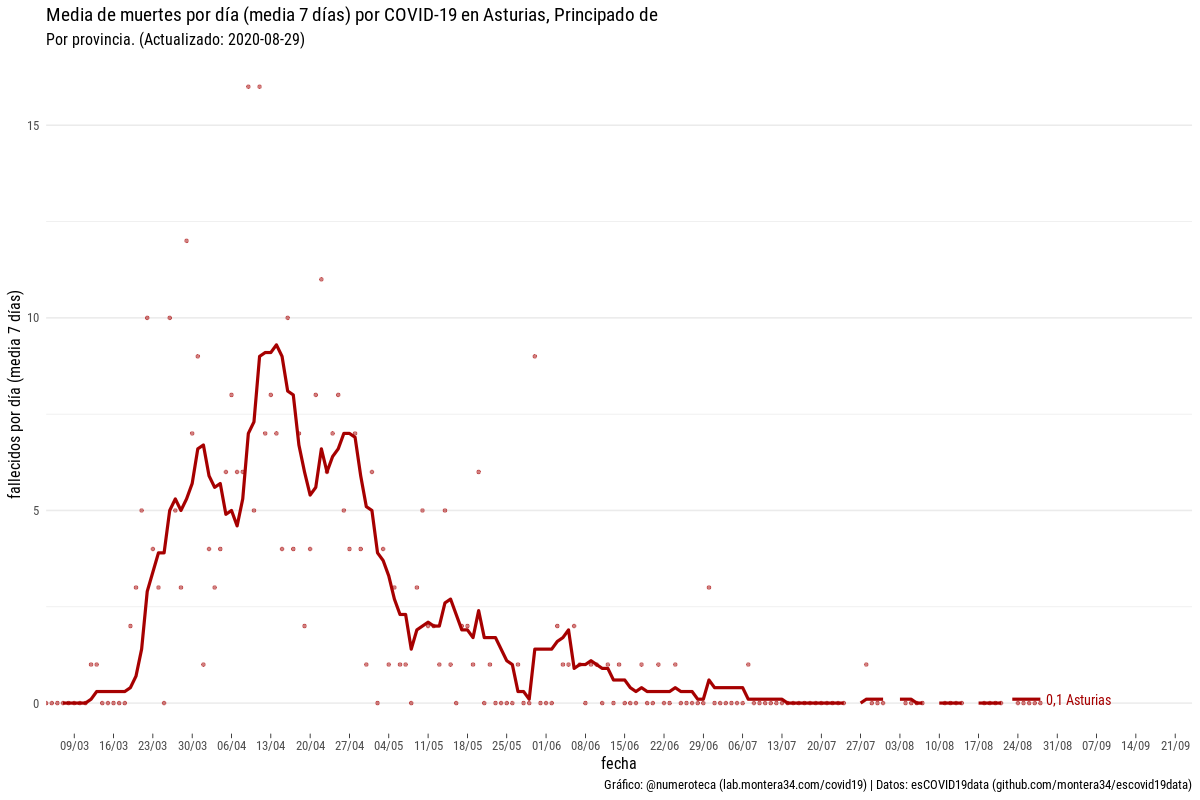 Media de muertes por día (media 7 días) por COVID-19 en Asturias, Principado de
Por provincia. (Actualizado: 2020-08-29)
fallecidos por día (media 7 días)
15
10
5
0
0,1 Asturias
09/03 16/03 23/03 30/03 06/04 13/04 20/04 27/04 04/05 11/05 18/05 25/05 01/06 08/06 15/06 22/06 29/06 06/07 13/07 20/07 27/07 03/08 10/08 17/08 24/08 31/08 07/09 14/09 21/09
fecha
Gráfico: @numeroteca (lab.montera34.com/covid19) | Datos: esCOVID19data (github.com/montera34/escovid19data)